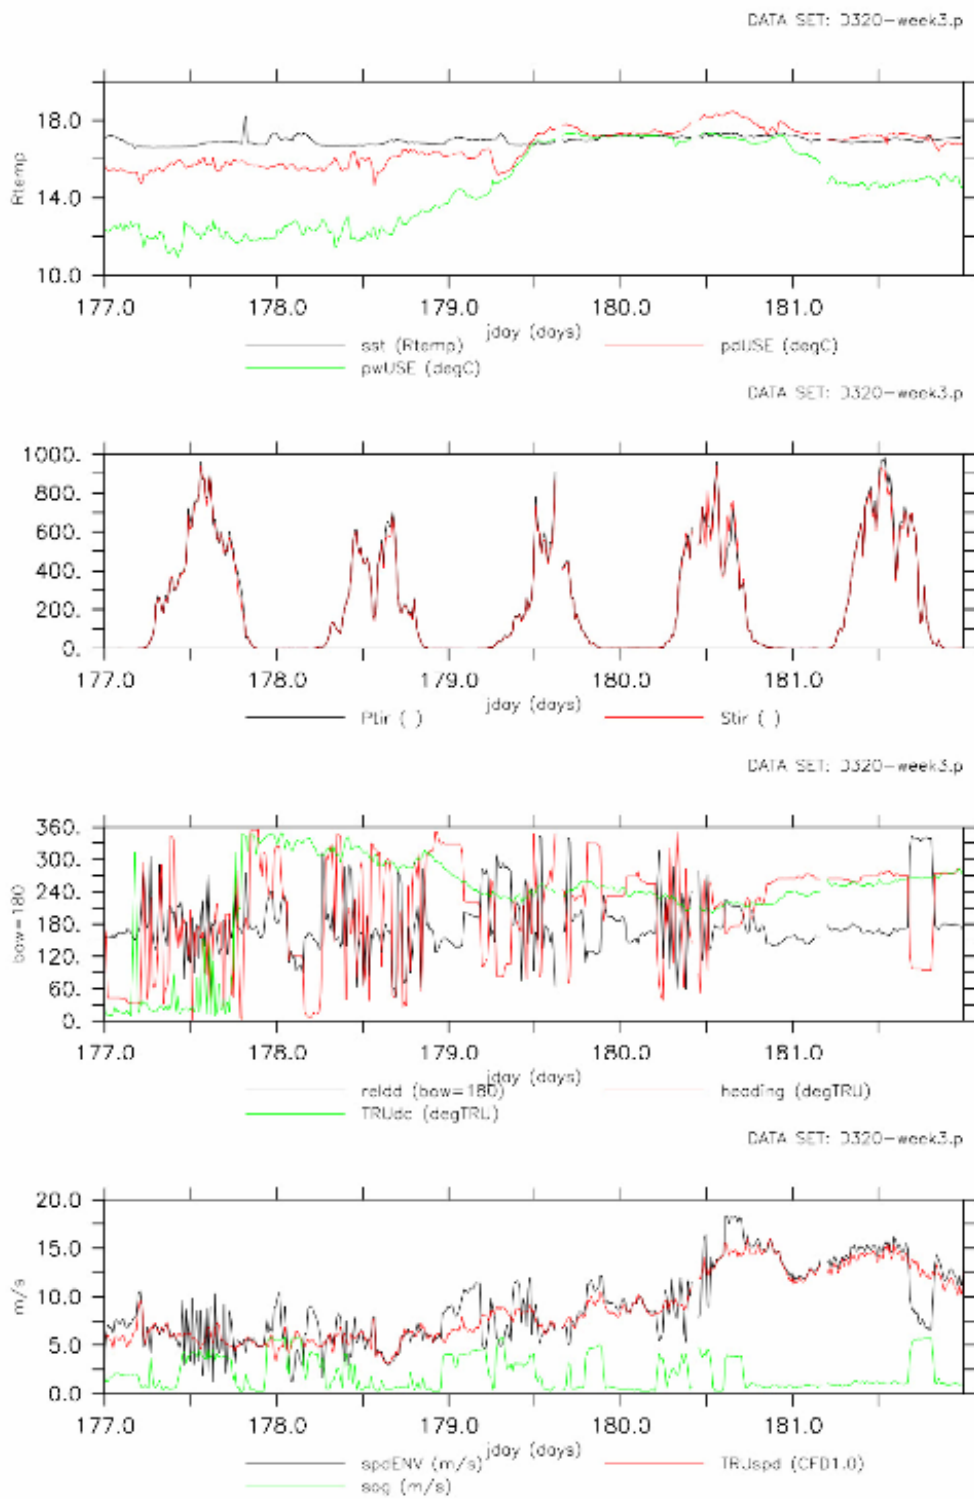 DATA SET: D320-week3.p
18.0
14.0
10.0
Rtemp
177.0 178.0 179.0 180.0 181.0
jday (days)
sst (Rtemp) pdUSE (degC)
pwUSE (degC)
DATA SET: D320-week3.p
1000.
800.
600.
400.
200.
0.
177.0 178.0 179.0 180.0 181.0
jday (days)
Ptir ( ) Stir ( )
DATA SET: D320-week3.p
360.
300.
240.
180.
120.
60.
0.
bow=180
177.0 178.0 179.0 180.0 181.0
jday (days)
reldd (bow=180) heading (degTRU)
TRUdd (degTRU)
DATA SET: D320-week3.p
20.0
15.0
10.0
5.0
0.0
m/s
177.0 178.0 179.0 180.0 181.0
jday (days)
spdENV (m/s) TRUspd (CFD1.0)
sog (m/s)